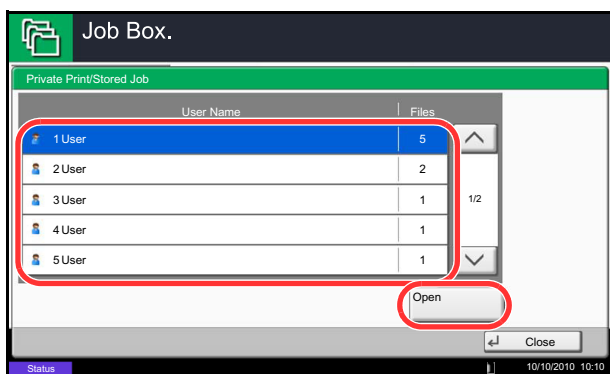 Job Box.
Private Print/Stored Job
User Name Files
1 User 5
2 User 2
3 User 1
1/2
4 User 1
5 User 1
Open
Close
Status 10/10/2010 10:10